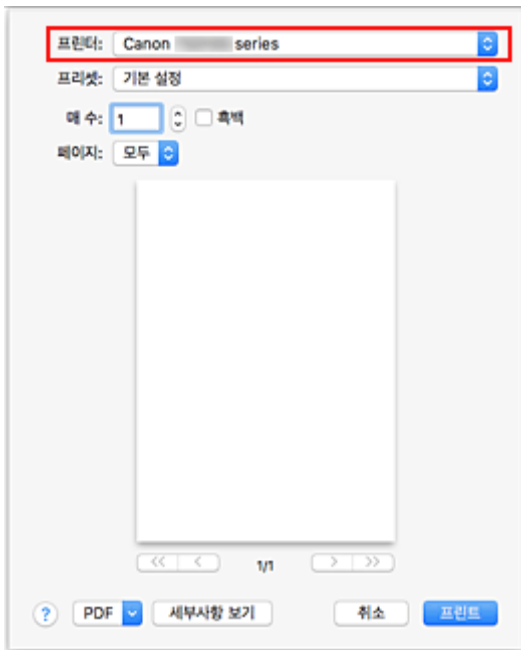 프린터: Canon series
프리셋: 기본 설정
매 수: 1 흑백
페이지: 모두
<< < 1/1 > >>
? PDF 세부사항 보기 취소 프린트